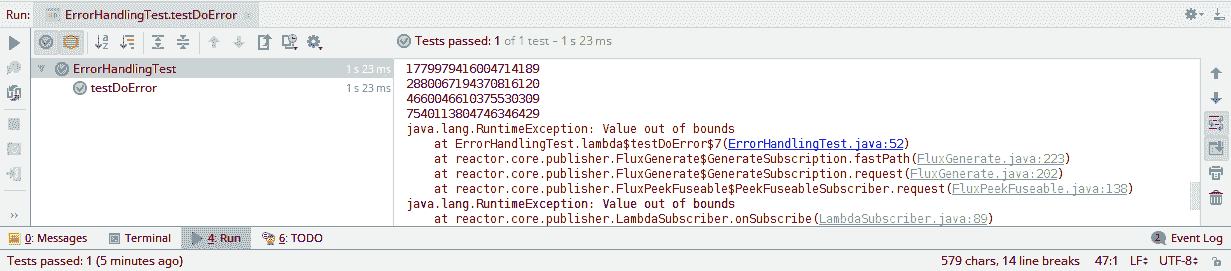 Run: ErrorHandlingTest.testDoError
Tests passed: 1 of 1 test – 1 s 23 ms
ErrorHandlingTest 1 s 23 ms
testDoError 1 s 23 ms
1779979416004714189
2880067194370816120
4660046610375530309
7540113804746346429
java.lang.RuntimeException: Value out of bounds
at ErrorHandlingTest.lambda$testDoError$7(ErrorHandlingTest.java:52)
at reactor.core.publisher.FluxGenerate$GenerateSubscription.fastPath(FluxGenerate.java:223)
at reactor.core.publisher.FluxGenerate$GenerateSubscription.request(FluxGenerate.java:202)
at reactor.core.publisher.FluxPeekFuseable$PeekFuseableSubscriber.request(FluxPeekFuseable.java:138)
java.lang.RuntimeException: Value out of bounds
at reactor.core.publisher.LambdaSubscriber.onSubscribe(LambdaSubscriber.java:89)
0: Messages Terminal 4: Run 6: TODO 2 Event Log
Tests passed: 1 (5 minutes ago) 579 chars, 14 line breaks 47:1 LF UTF-8